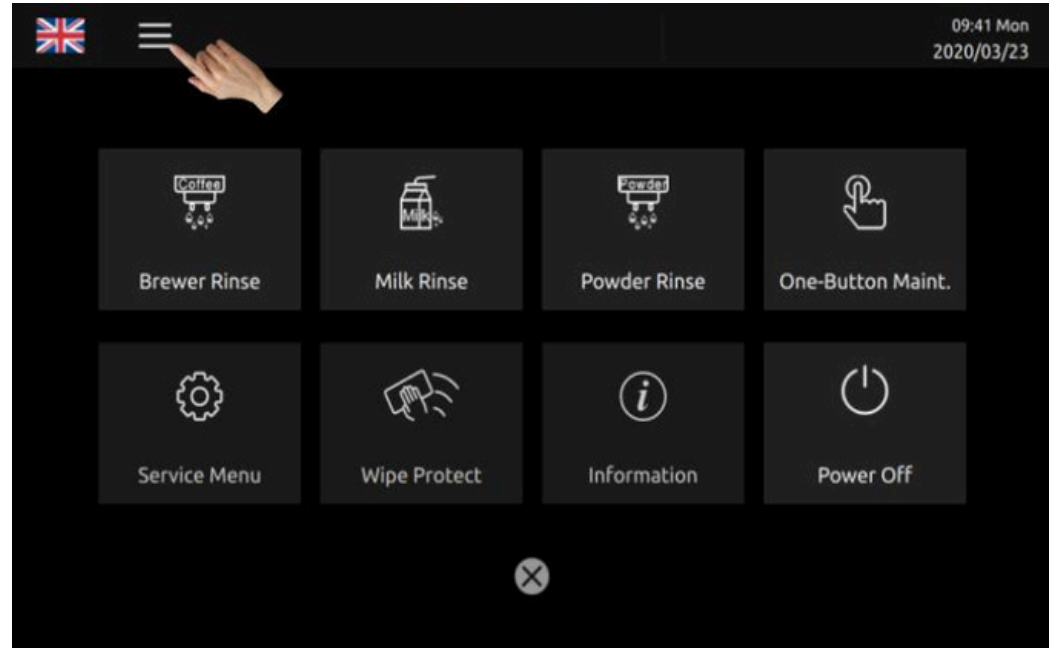 09:41 Mon
2020/03/23
Coffee
Milk
Powder
Brewer Rinse
Milk Rinse
Powder Rinse
One-Button Maint.
i
Service Menu
Wipe Protect
Information
Power Off